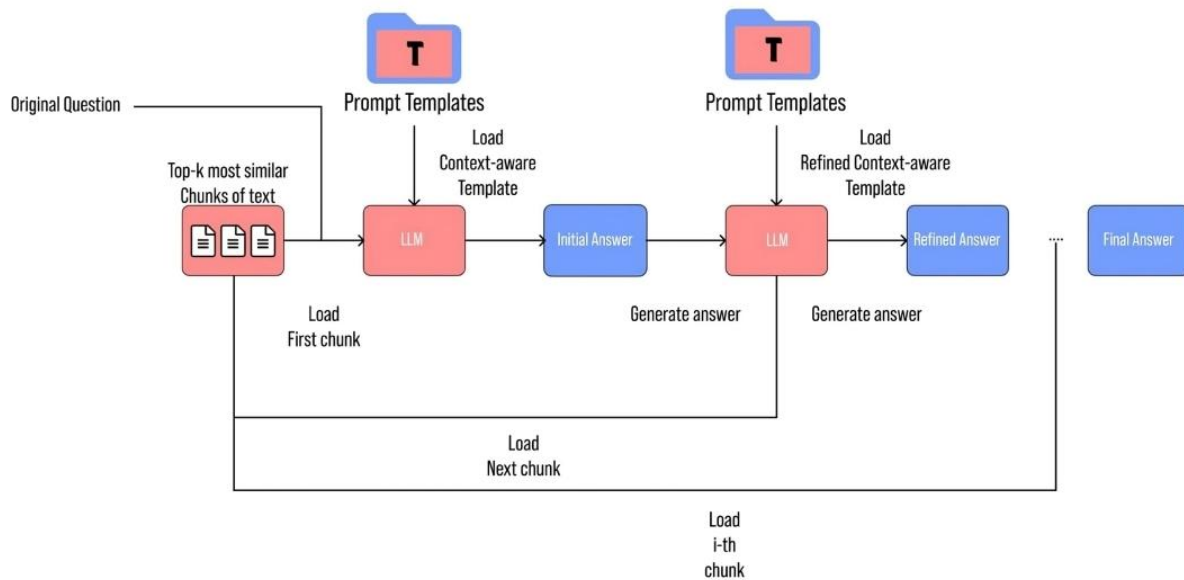 T
T
Prompt Templates
Prompt Templates
Original Question
Load
Context-aware
Template
Load
Refined Context-aware
Template
Top-k most similar
Chunks of text
LLM
Initial Answer
LLM
Refined Answer
....
Final Answer
Load
First chunk
Generate answer
Generate answer
Load
Next chunk
Load
i-th
chunk